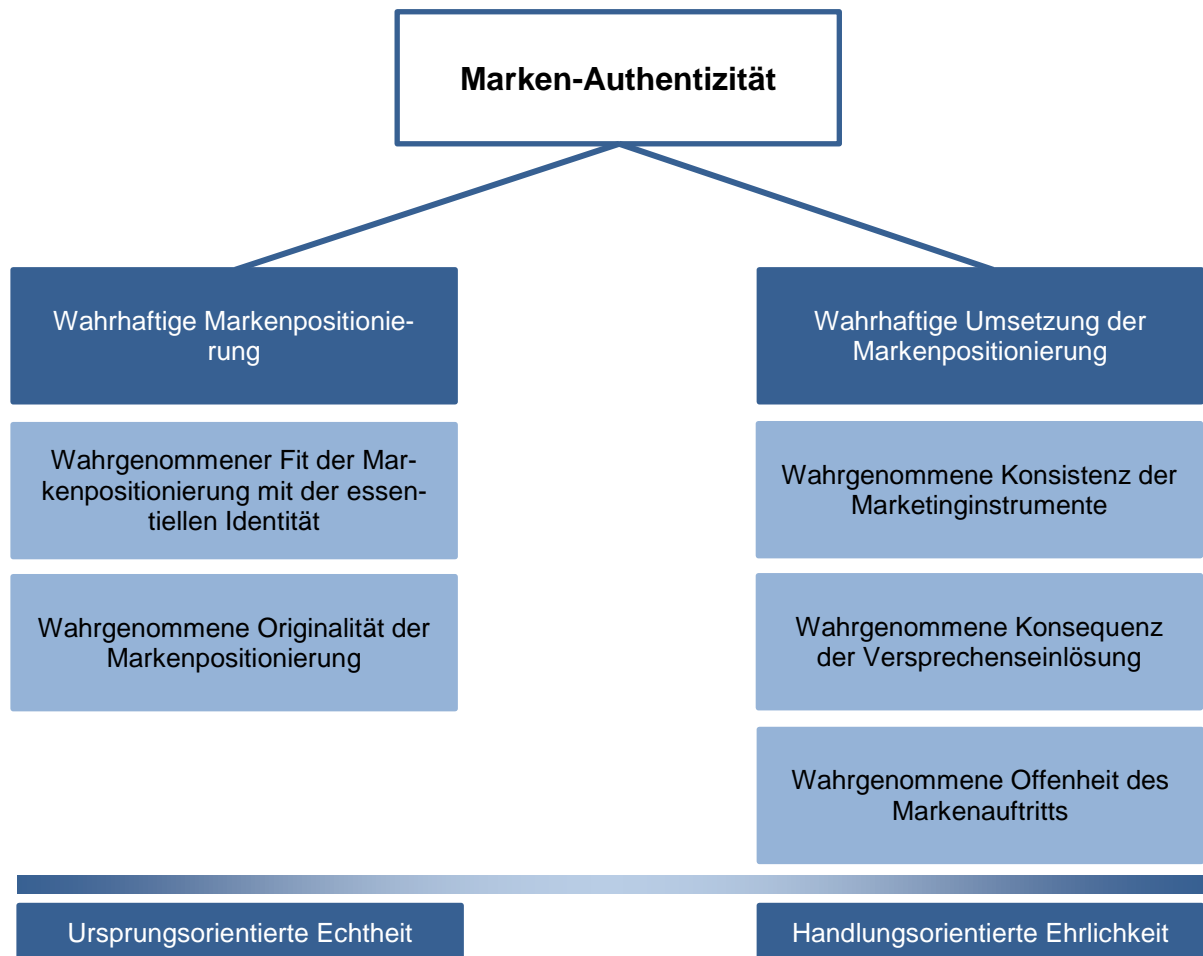 Marken-Authentizität
Wahrhaftige Markenpositionie-
rung
Wahrgenommener Fit der Mar-
kenpositionierung mit der essen-
tiellen Identität
Wahrgenommene Originalität der
Markenpositionierung
Wahrhaftige Umsetzung der
Markenpositionierung
Wahrgenommene Konsistenz der
Marketinginstrumente
Wahrgenommene Konsequenz
der Versprechenseinlösung
Wahrgenommene Offenheit des
Markenauftritts
Ursprungsorientierte Echtheit
Handlungsorientierte Ehrlichkeit